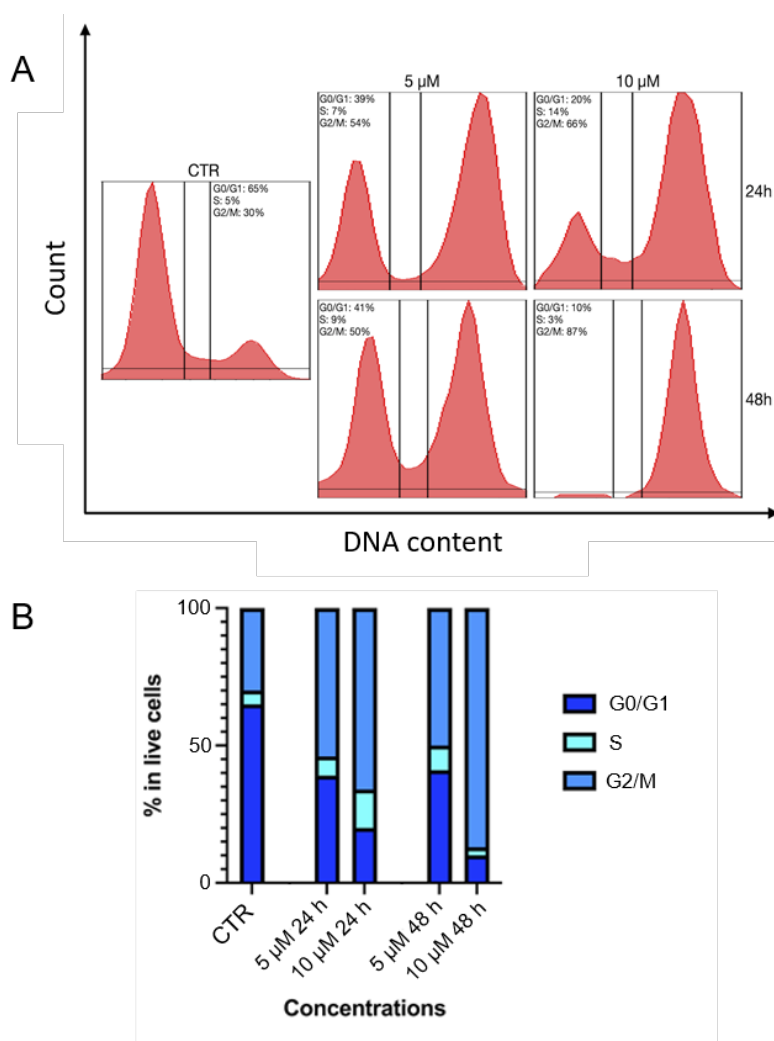 A
Count
CTR
G0/G1: 65%
S: 5%
G2/M: 30%
5 µM
G0/G1: 39%
S: 7%
G2/M: 54%
10 µM
G0/G1: 20%
S: 14%
G2/M: 66%
24h
G0/G1: 41%
S: 9%
G2/M: 50%
G0/G1: 10%
S: 3%
G2/M: 87%
48h
DNA content
B
% in live cells
100
50
0
CTR
5 µM 24 h
10 µM 24 h
5 µM 48 h
10 µM 48 h
Concentrations
G0/G1
S
G2/M